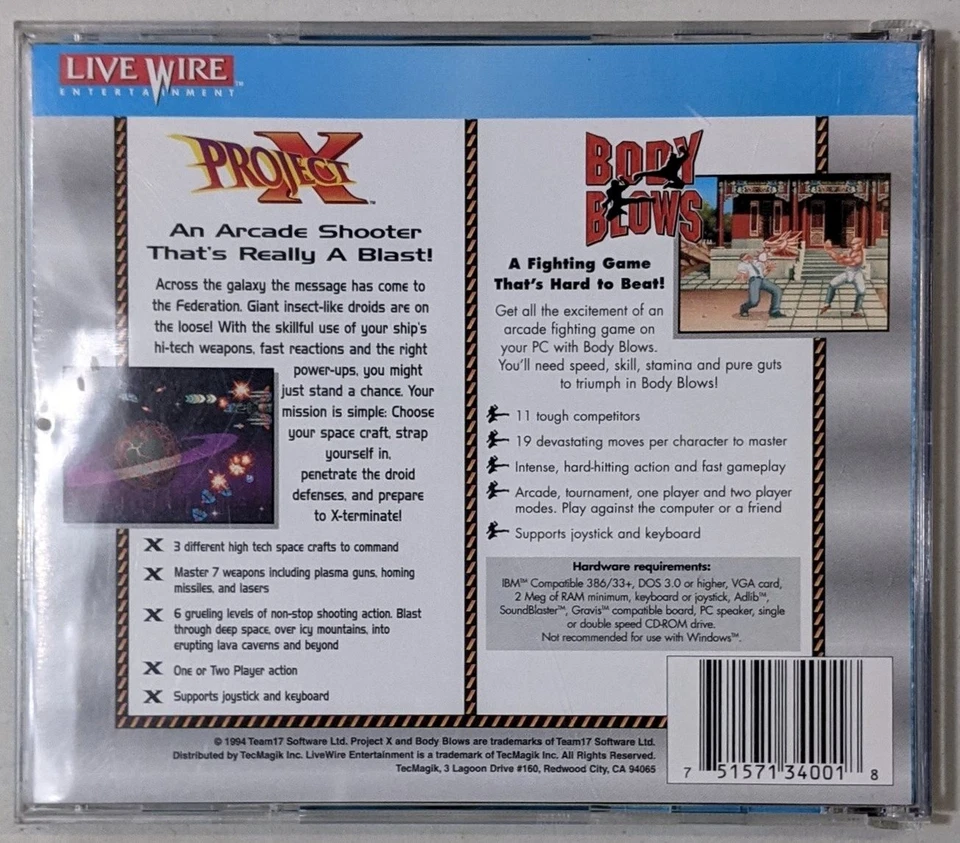 LIVE WIRE™
ENTERTAINMENT
PROJECT X™
An Arcade Shooter
That's Really A Blast!
Across the galaxy the message has come to
the Federation. Giant insect-like droids are on
the loose! With the skillful use of your ship's
hi-tech weapons, fast reactions and the right
power-ups, you might
just stand a chance. Your
mission is simple: Choose
your space craft, strap
yourself in,
penetrate the droid
defenses, and prepare
to X-terminate!
X 3 different high tech space crafts to command
X Master 7 weapons including plasma guns, homing
missiles, and lasers
X 6 grueling levels of non-stop shooting action. Blast
through deep space, over icy mountains, into
erupting lava caverns and beyond
X One or Two Player action
X Supports joystick and keyboard
BODY
BLOWS™
A Fighting Game
That's Hard to Beat!
Get all the excitement of an
arcade fighting game on
your PC with Body Blows.
You'll need speed, skill, stamina and pure guts
to triumph in Body Blows!
11 tough competitors
19 devastating moves per character to master
Intense, hard-hitting action and fast gameplay
Arcade, tournament, one player and two player
modes. Play against the computer or a friend
Supports joystick and keyboard
Hardware requirements:
IBM™ Compatible 386/33+, DOS 3.0 or higher, VGA card,
2 Meg of RAM minimum, keyboard or joystick, Adlib™,
SoundBlaster™, Gravis™ compatible board, PC speaker, single
or double speed CD-ROM drive.
Not recommended for use with Windows™.
© 1994 Team17 Software Ltd. Project X and Body Blows are trademarks of Team17 Software Ltd.
Distributed by TecMagik Inc. LiveWire Entertainment is a trademark of TecMagik Inc. All Rights Reserved.
TecMagik, 3 Lagoon Drive #160, Redwood City, CA 94065
7 51571 34001 8